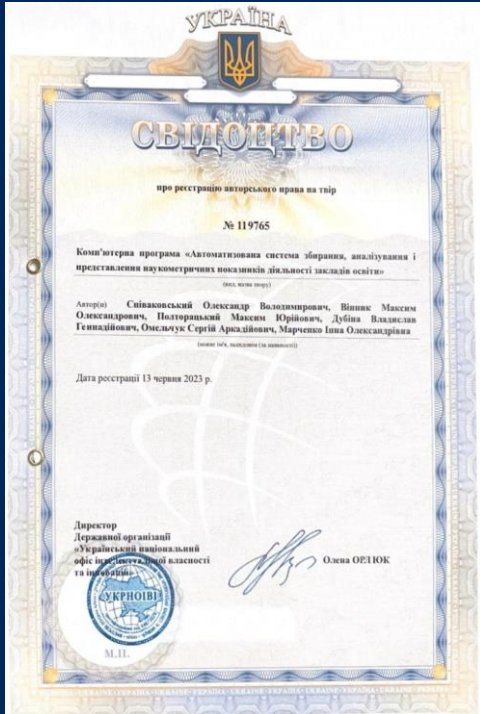 УКРАЇНА
СВІДОЦТВО
про реєстрацію авторського права на твір
№ 119765
Комп'ютерна програма «Автоматизована система збирання, аналізування і
представлення наукометричних показників діяльності закладів освіти»
(вид, назва твору)
Автор(и) Співаковський Олександр Володимирович, Вінник Максим
Олександрович, Полторацький Максим Юрійович, Дубіна Владислав
Геннадійович, Омельчук Сергій Аркадійович, Марченко Інна Олександрівна
(повне ім'я, псевдонім (за наявності))
Дата реєстрації 13 червня 2023 р.
Директор
Державної організації
«Український національний
офіс інтелектуальної власності
та інновацій»
Олена ОРЛЮК
УКРНОІВІ
М.П.